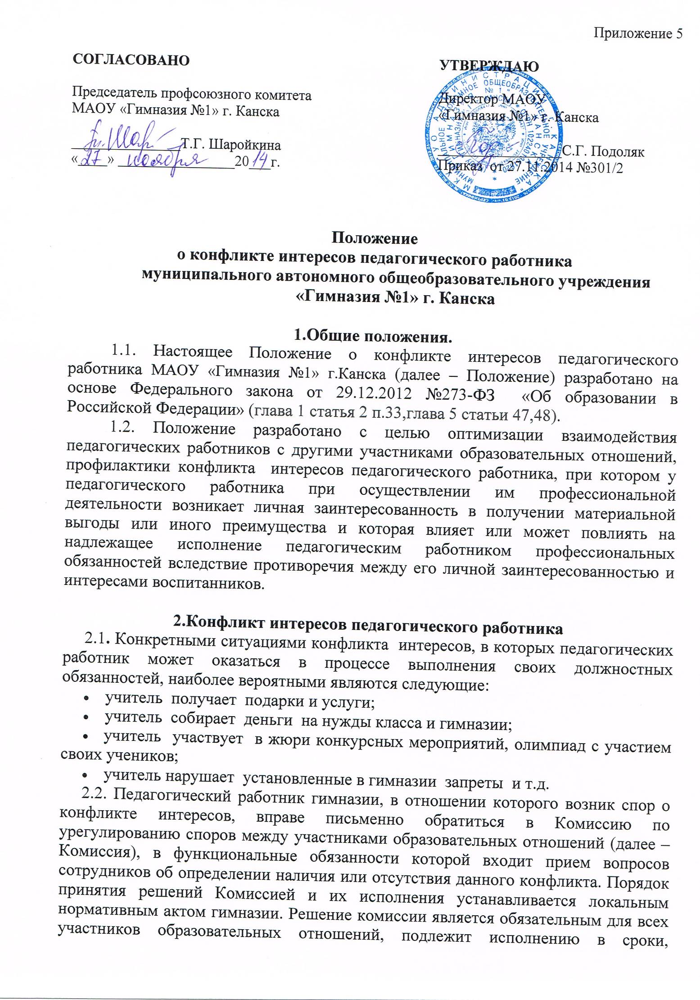 Приложение 5
СОГЛАСОВАНО
Председатель профсоюзного комитета
МАОУ «Гимназия №1» г. Канска
Т.Г. Шаройкина
«27» ноября 2014 г.
УТВЕРЖДАЮ
Директор МАОУ
«Гимназия №1» г. Канска
С.Г. Подоляк
Приказ от 27.11.2014 №301/2
Положение
о конфликте интересов педагогического работника
муниципального автономного общеобразовательного учреждения
«Гимназия №1» г. Канска
1.Общие положения.
1.1. Настоящее Положение о конфликте интересов педагогического
работника МАОУ «Гимназия №1» г.Канска (далее – Положение) разработано на
основе Федерального закона от 29.12.2012 №273-ФЗ «Об образовании в
Российской Федерации» (глава 1 статья 2 п.33,глава 5 статьи 47,48).
1.2. Положение разработано с целью оптимизации взаимодействия
педагогических работников с другими участниками образовательных отношений,
профилактики конфликта интересов педагогического работника, при котором у
педагогического работника при осуществлении им профессиональной
деятельности возникает личная заинтересованность в получении материальной
выгоды или иного преимущества и которая влияет или может повлиять на
надлежащее исполнение педагогическим работником профессиональных
обязанностей вследствие противоречия между его личной заинтересованностью и
интересами воспитанников.
2.Конфликт интересов педагогического работника
2.1. Конкретными ситуациями конфликта интересов, в которых педагогических
работник может оказаться в процессе выполнения своих должностных
обязанностей, наиболее вероятными являются следующие:
• учитель получает подарки и услуги;
• учитель собирает деньги на нужды класса и гимназии;
• учитель участвует в жюри конкурсных мероприятий, олимпиад с участием
своих учеников;
• учитель нарушает установленные в гимназии запреты и т.д.
2.2. Педагогический работник гимназии, в отношении которого возник спор о
конфликте интересов, вправе письменно обратиться в Комиссию по
урегулированию споров между участниками образовательных отношений (далее –
Комиссия), в функциональные обязанности которой входит прием вопросов
сотрудников об определении наличия или отсутствия данного конфликта. Порядок
принятия решений Комиссией и их исполнения устанавливается локальным
нормативным актом гимназии. Решение комиссии является обязательным для всех
участников образовательных отношений, подлежит исполнению в сроки,